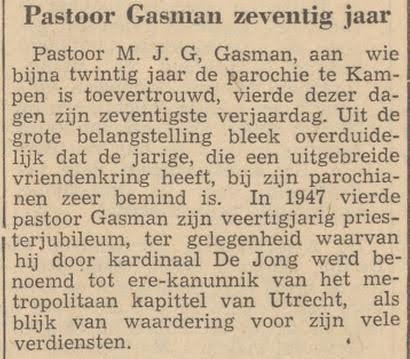 Pastoor Gasman zeventig jaar
Pastoor M. J. G, Gasman, aan wie
bijna twintig jaar de parochie te Kam-
pen is toevertrouwd, vierde dezer da-
gen zijn zeventigste verjaardag. Uit de
grote belangstelling bleek overduide-
lijk dat de jarige, die een uitgebreide
vriendenkring heeft, bij zijn parochia-
nen zeer bemind is. In 1947 vierde
pastoor Gasman zijn veertigjarig pries-
terjubileum, ter gelegenheid waarvan
hij door kardinaal De Jong werd be-
noemd tot ere-kanunnik van het me-
tropolitaan kapittel van Utrecht, als
blijk van waardering voor zijn vele
verdiensten.